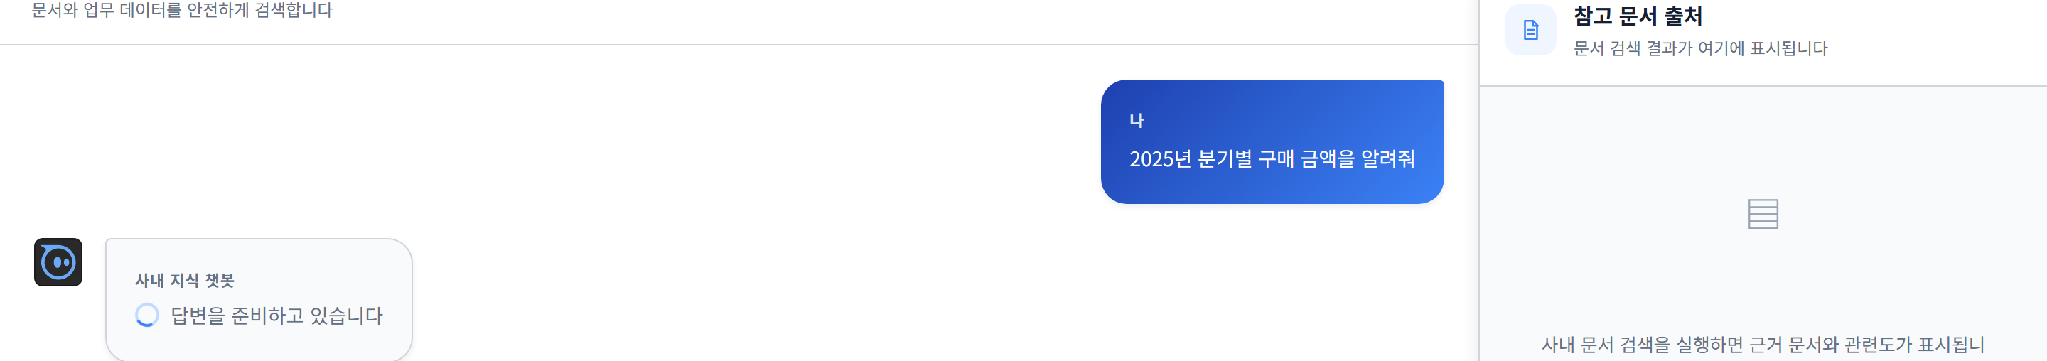 문서와 업무 데이터를 안전하게 검색합니다
참고 문서 출처
문서 검색 결과가 여기에 표시됩니다
나
2025년 분기별 구매 금액을 알려줘
사내 지식 챗봇
답변을 준비하고 있습니다
사내 문서 검색을 실행하면 근거 문서와 관련도가 표시됩니